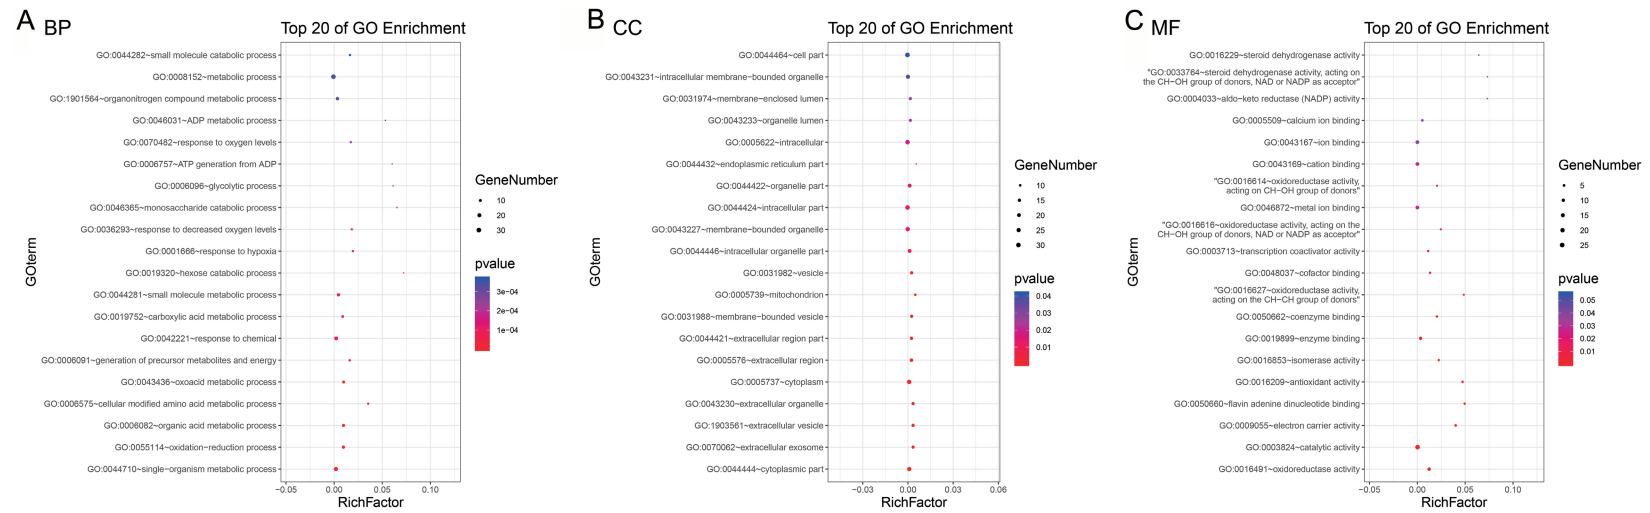 A BP
Top 20 of GO Enrichment
GO:0044282~small molecule catabolic process
GO:0008152~metabolic process
GO:1901564~organonitrogen compound metabolic process
GO:0046031~ADP metabolic process
GO:0070482~response to oxygen levels
GO:0006757~ATP generation from ADP
GO:0006096~glycolytic process
GO:0046365~monosaccharide catabolic process
GO:0036293~response to decreased oxygen levels
GO:0001666~response to hypoxia
GO:0019320~hexose catabolic process
GO:0044281~small molecule metabolic process
GO:0019752~carboxylic acid metabolic process
GO:0042221~response to chemical
GO:0006091~generation of precursor metabolites and energy
GO:0043436~oxoacid metabolic process
GO:0006575~cellular modified amino acid metabolic process
GO:0006082~organic acid metabolic process
GO:0055114~oxidation−reduction process
GO:0044710~single−organism metabolic process
GOterm
−0.05 0.00 0.05 0.10
RichFactor
GeneNumber
10
20
30
pvalue
3e−04
2e−04
1e−04
B CC
Top 20 of GO Enrichment
GO:0044464~cell part
GO:0043231~intracellular membrane−bounded organelle
GO:0031974~membrane−enclosed lumen
GO:0043233~organelle lumen
GO:0005622~intracellular
GO:0044432~endoplasmic reticulum part
GO:0044422~organelle part
GO:0044424~intracellular part
GO:0043227~membrane−bounded organelle
GO:0044446~intracellular organelle part
GO:0031982~vesicle
GO:0005739~mitochondrion
GO:0031988~membrane−bounded vesicle
GO:0044421~extracellular region part
GO:0005576~extracellular region
GO:0005737~cytoplasm
GO:0043230~extracellular organelle
GO:1903561~extracellular vesicle
GO:0070062~extracellular exosome
GO:0044444~cytoplasmic part
GOterm
−0.03 0.00 0.03 0.06
RichFactor
GeneNumber
10
15
20
25
30
pvalue
0.04
0.03
0.02
0.01
C MF
Top 20 of GO Enrichment
GO:0016229~steroid dehydrogenase activity
"GO:0033764~steroid dehydrogenase activity, acting on
the CH−OH group of donors, NAD or NADP as acceptor"
GO:0004033~aldo−keto reductase (NADP) activity
GO:0005509~calcium ion binding
GO:0043167~ion binding
GO:0043169~cation binding
"GO:0016614~oxidoreductase activity,
acting on CH−OH group of donors"
GO:0046872~metal ion binding
"GO:0016616~oxidoreductase activity, acting on the
CH−OH group of donors, NAD or NADP as acceptor"
GO:0003713~transcription coactivator activity
GO:0048037~cofactor binding
"GO:0016627~oxidoreductase activity,
acting on the CH−CH group of donors"
GO:0050662~coenzyme binding
GO:0019899~enzyme binding
GO:0016853~isomerase activity
GO:0016209~antioxidant activity
GO:0050660~flavin adenine dinucleotide binding
GO:0009055~electron carrier activity
GO:0003824~catalytic activity
GO:0016491~oxidoreductase activity
GOterm
−0.05 0.00 0.05 0.10
RichFactor
GeneNumber
5
10
15
20
25
pvalue
0.05
0.04
0.03
0.02
0.01